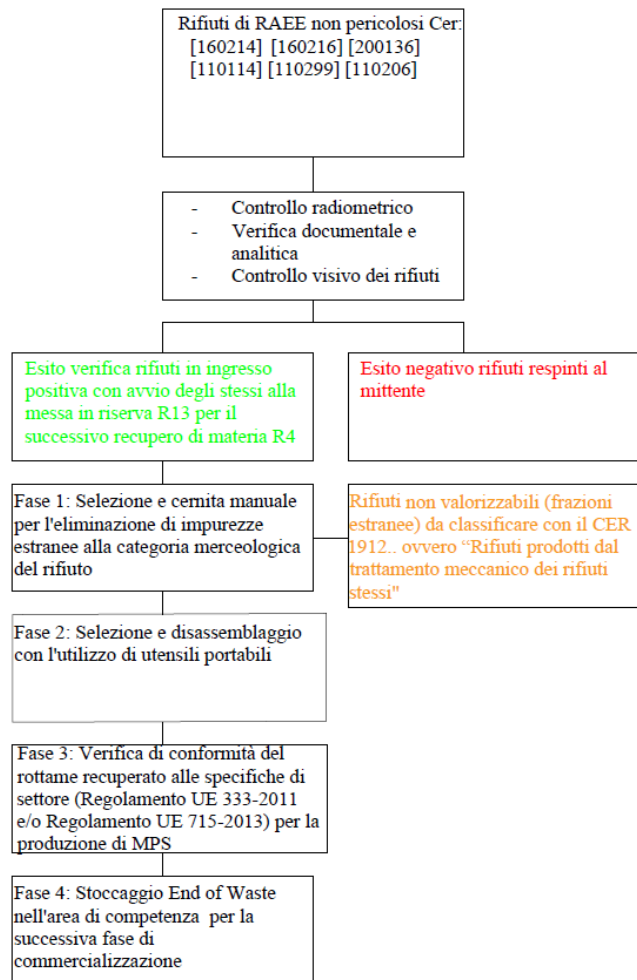 Rifiuti di RAEE non pericolosi Cer:
[160214] [160216] [200136]
[110114] [110299] [110206]
- Controllo radiometrico
- Verifica documentale e
analitica
- Controllo visivo dei rifiuti
Esito verifica rifiuti in ingresso
positiva con avvio degli stessi alla
messa in riserva R13 per il
successivo recupero di materia R4
Esito negativo rifiuti respinti al
mittente
Fase 1: Selezione e cernita manuale
per l'eliminazione di impurezze
estranee alla categoria merceologica
del rifiuto
Rifiuti non valorizzabili (frazioni
estranee) da classificare con il CER
1912.. ovvero “Rifiuti prodotti dal
trattamento meccanico dei rifiuti
stessi"
Fase 2: Selezione e disassemblaggio
con l'utilizzo di utensili portabili
Fase 3: Verifica di conformità del
rottame recuperato alle specifiche di
settore (Regolamento UE 333-2011
e/o Regolamento UE 715-2013) per la
produzione di MPS
Fase 4: Stoccaggio End of Waste
nell'area di competenza per la
successiva fase di
commercializzazione